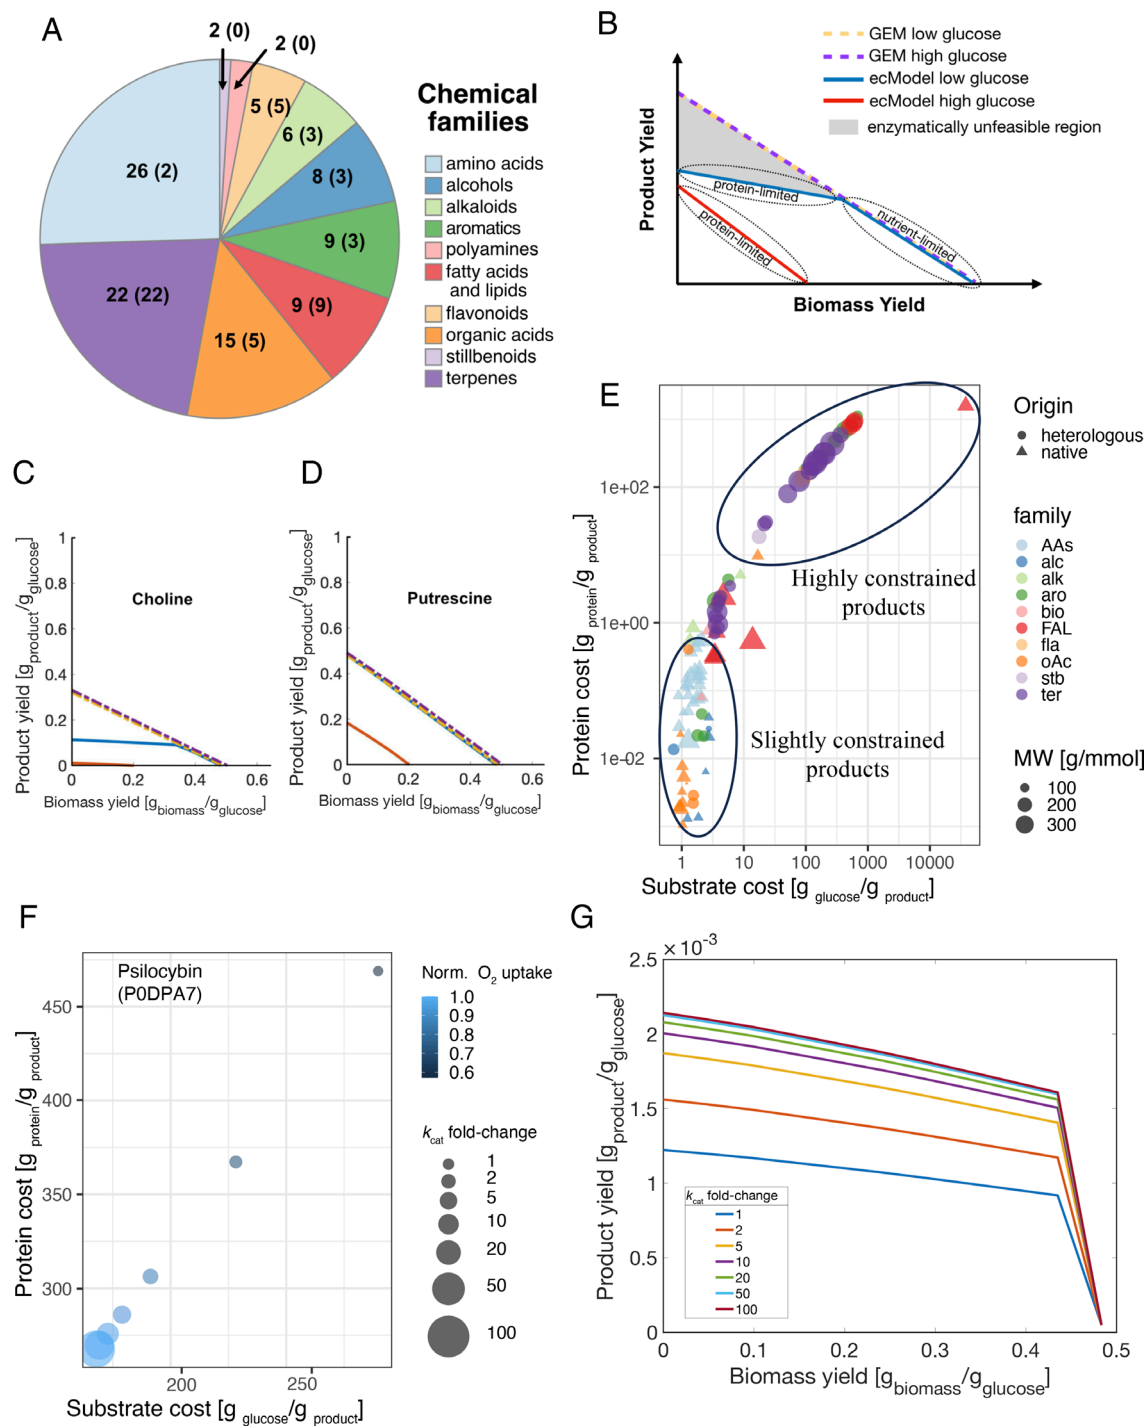 A
2 (0)
2 (0)
5 (5)
6 (3)
8 (3)
9 (3)
9 (9)
15 (5)
22 (22)
26 (2)
Chemical
families
amino acids
alcohols
alkaloids
aromatics
polyamines
fatty acids
and lipids
flavonoids
organic acids
stillbenoids
terpenes
B
GEM low glucose
GEM high glucose
ecModel low glucose
ecModel high glucose
enzymatically unfeasible region
Product Yield
protein-limited
protein-limited
nutrient-limited
Biomass Yield
C
Choline
Product yield [gproduct/gglucose]
1
0.8
0.6
0.4
0.2
0
0.2
0.4
0.6
Biomass yield [gbiomass/gglucose]
D
Putrescine
Product yield [gproduct/gglucose]
1
0.8
0.6
0.4
0.2
0
0
0.2
0.4
0.6
Biomass yield [gbiomass/gglucose]
E
Protein cost [g protein/g product]
1e+02
1e+00
1e-02
Highly constrained
products
Slightly constrained
products
1
10
100
1000
10000
Substrate cost [g glucose/g product]
Origin
heterologous
native
family
AAs
alc
alk
aro
bio
FAL
fla
oAc
stb
ter
MW [g/mmol]
100
200
300
F
Psilocybin
(P0DPA7)
Protein cost [g protein/g product]
450
400
350
300
200
250
Substrate cost [g glucose/g product]
Norm. O2 uptake
1.0
0.9
0.8
0.7
0.6
kcat fold-change
1
2
5
10
20
50
100
G
×10-3
Product yield [gproduct/gglucose]
2.5
2
1.5
1
0.5
0
kcat fold-change
1
2
5
10
20
50
100
0
0.1
0.2
0.3
0.4
0.5
Biomass yield [gbiomass/gglucose]